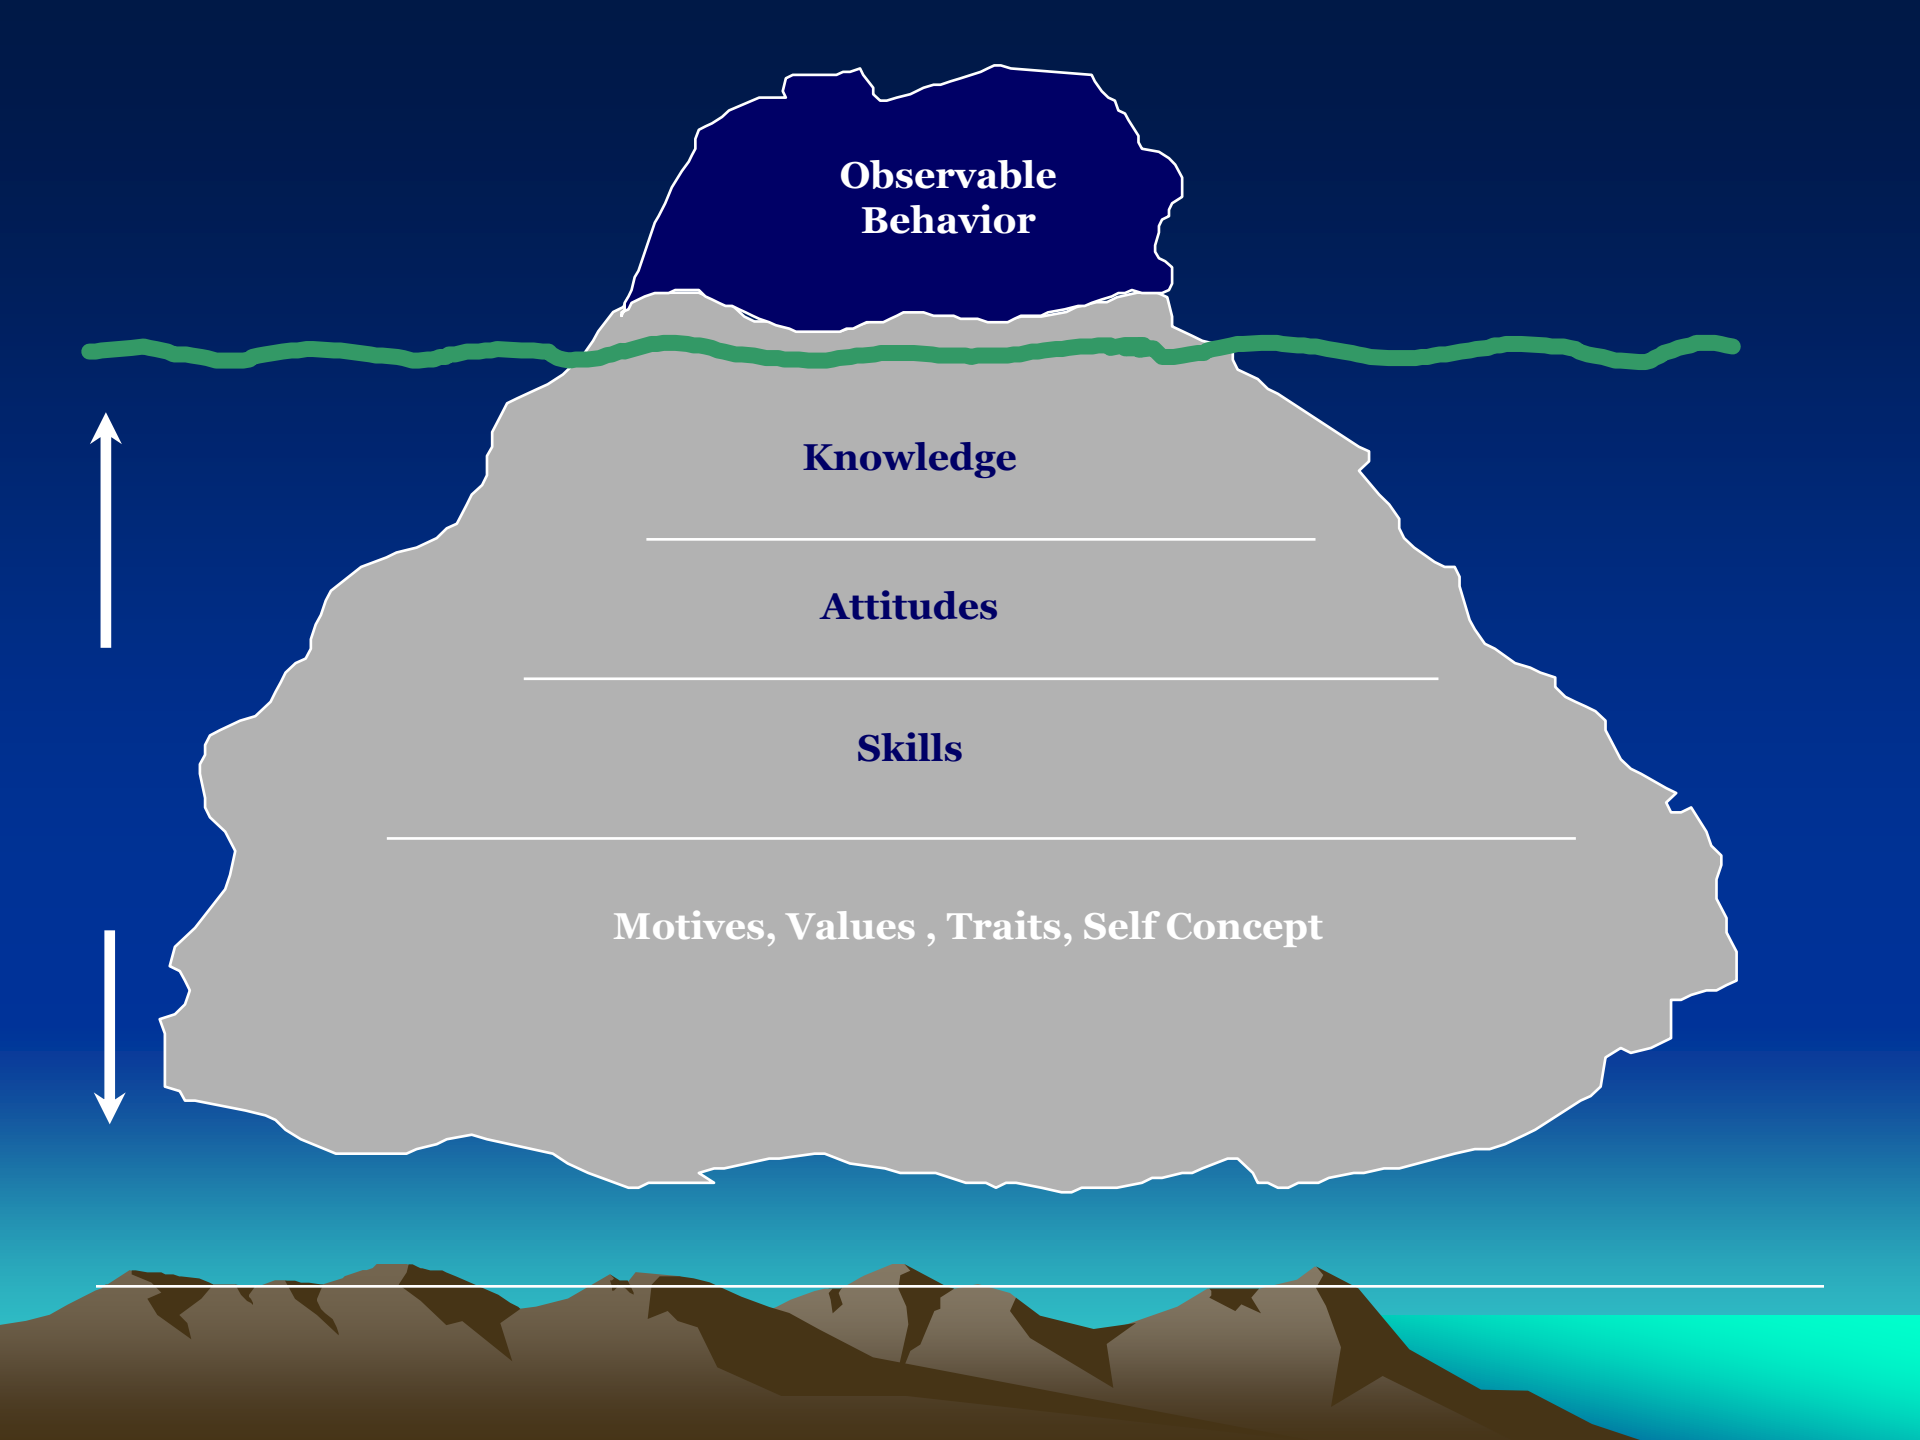 Observable
Behavior
Knowledge
Attitudes
Skills
Motives, Values , Traits, Self Concept